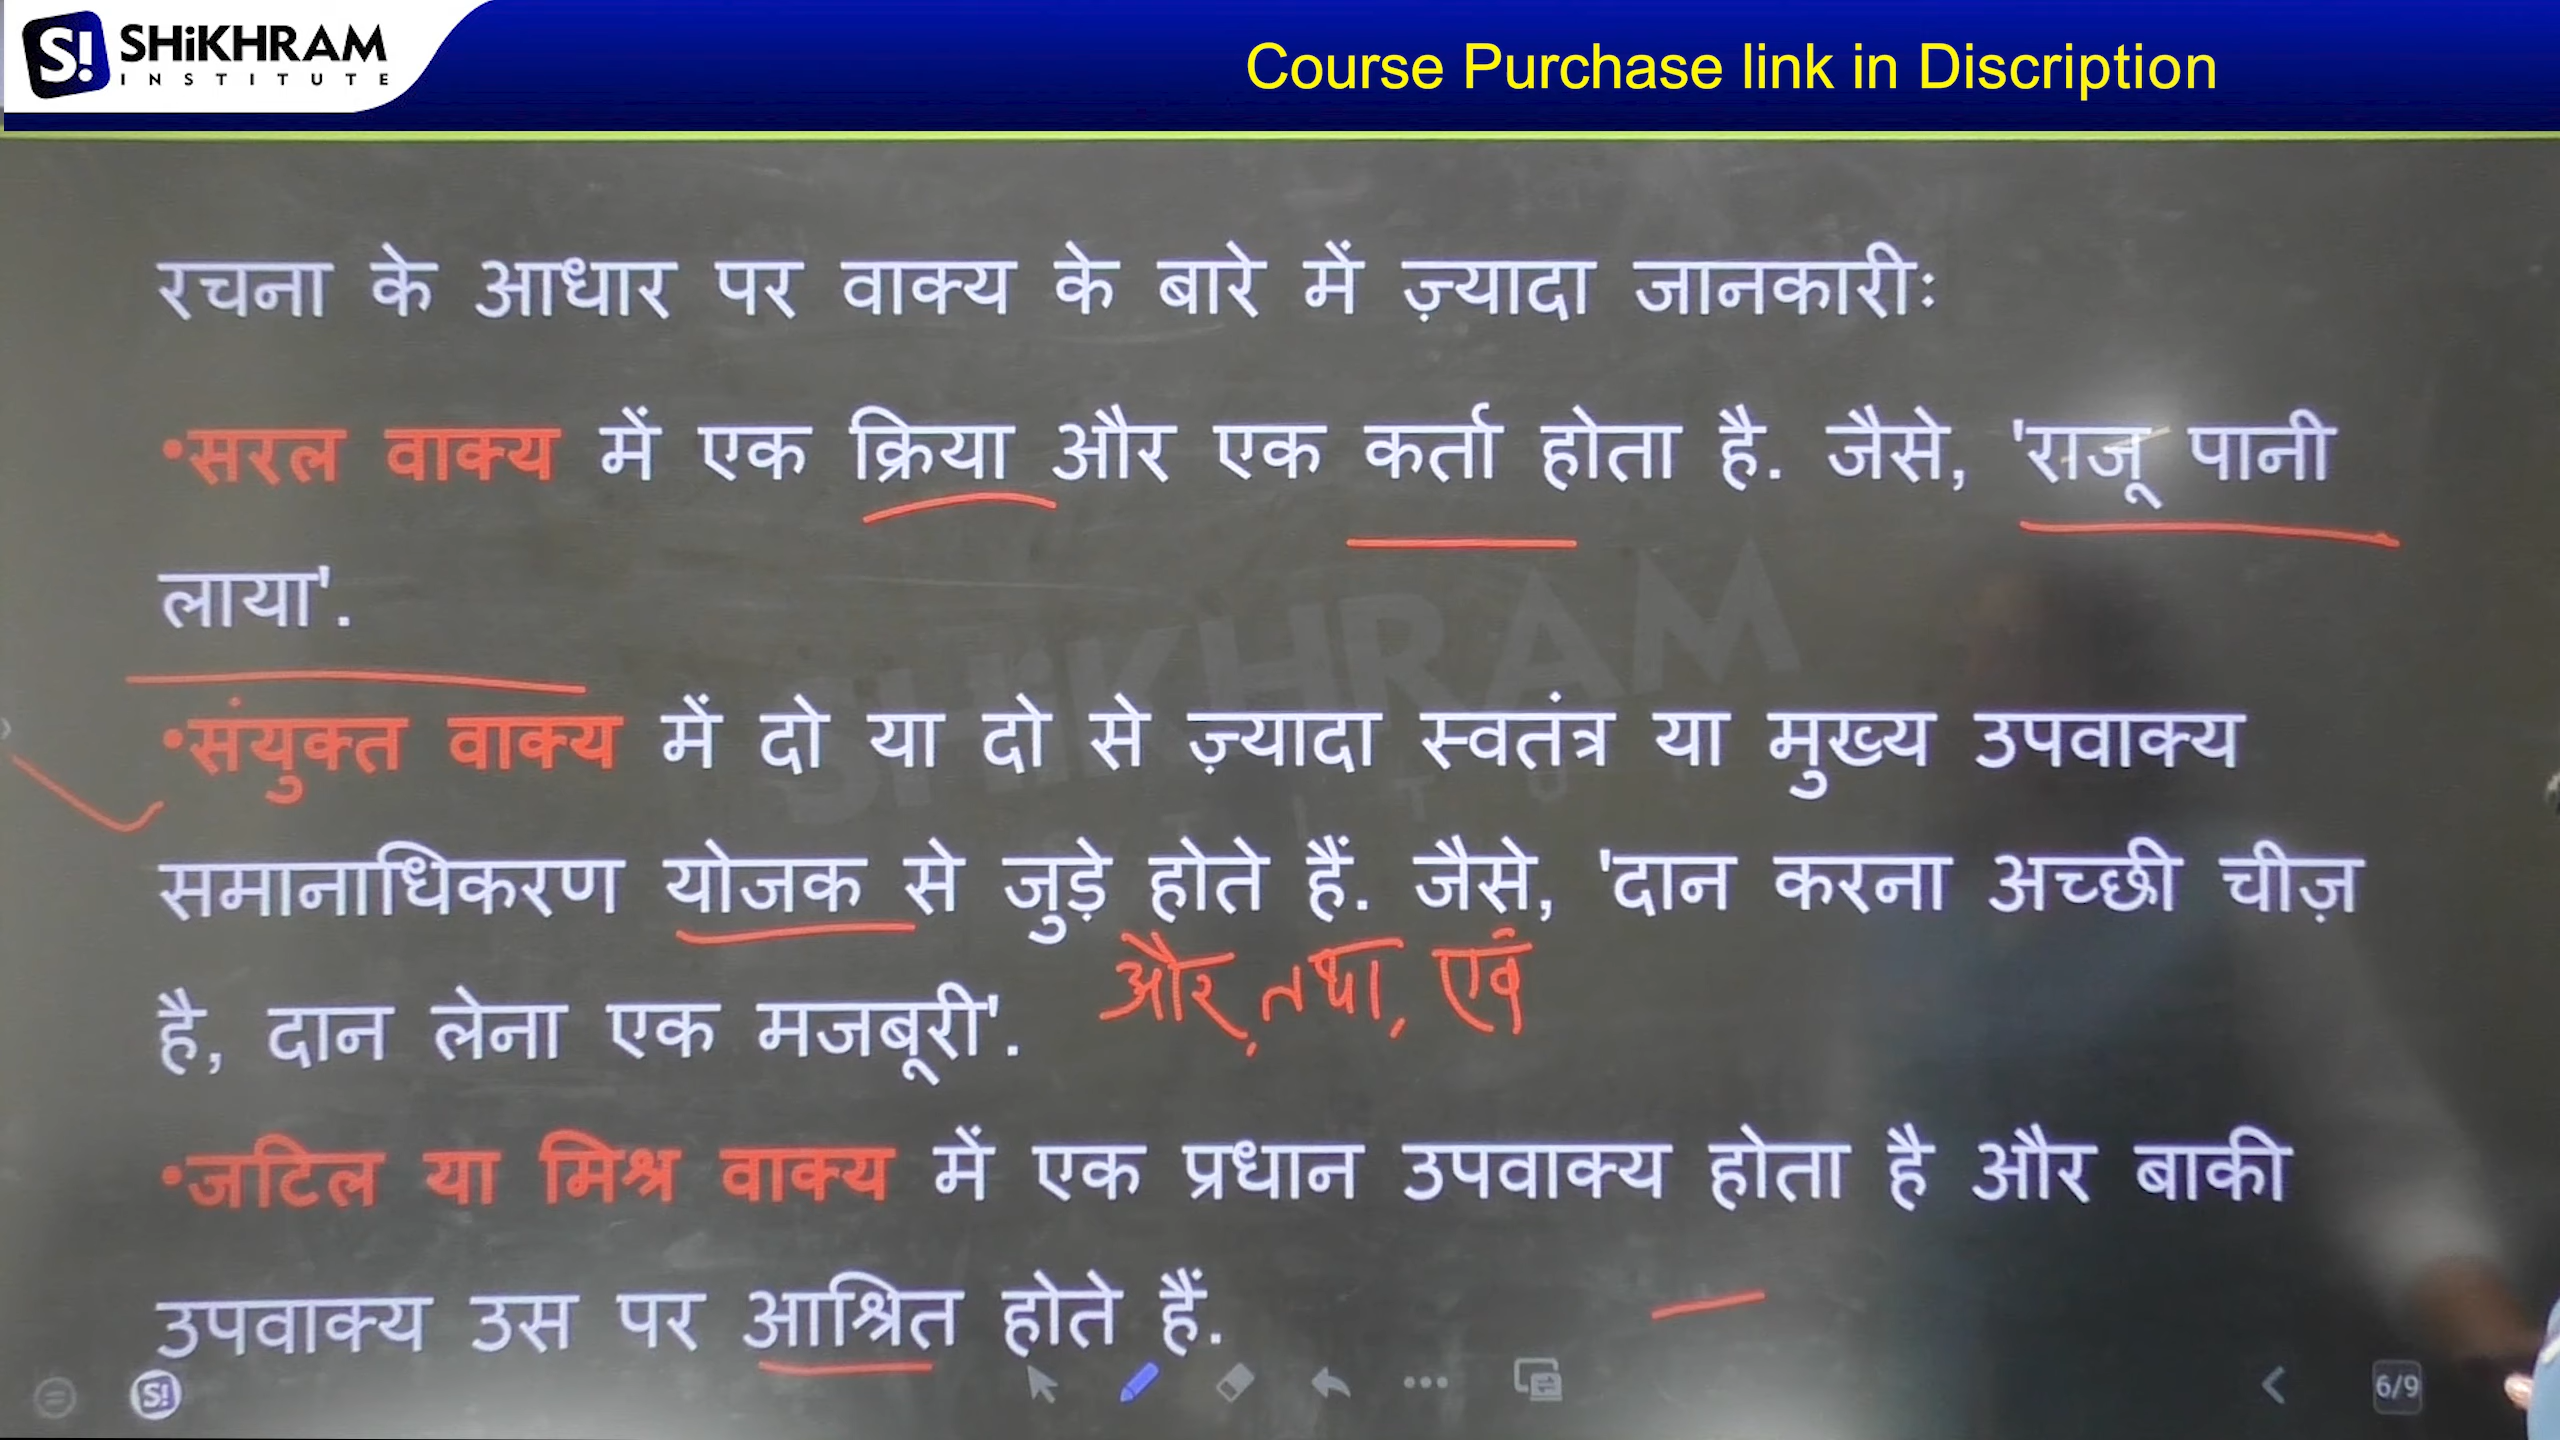 S! SHiKHRAM
INSTITUTE
Course Purchase link in Discription
रचना के आधार पर वाक्य के बारे में ज़्यादा जानकारीः
•सरल वाक्य में एक क्रिया और एक कर्ता होता है. जैसे, 'राजू पानी
लाया'.
•संयुक्त वाक्य में दो या दो से ज़्यादा स्वतंत्र या मुख्य उपवाक्य
समानाधिकरण योजक से जुड़े होते हैं. जैसे, 'दान करना अच्छी चीज़
है, दान लेना एक मजबूरी'.
और, तथा, एवं
•जटिल या मिश्र वाक्य में एक प्रधान उपवाक्य होता है और बाकी
उपवाक्य उस पर आश्रित होते हैं.
SHiKHRAM
S!
6/9